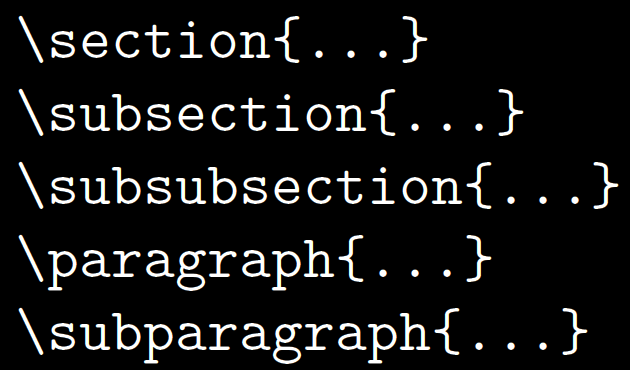 \section{...}
\subsection{...}
\subsubsection{...}
\paragraph{...}
\subparagraph{...}